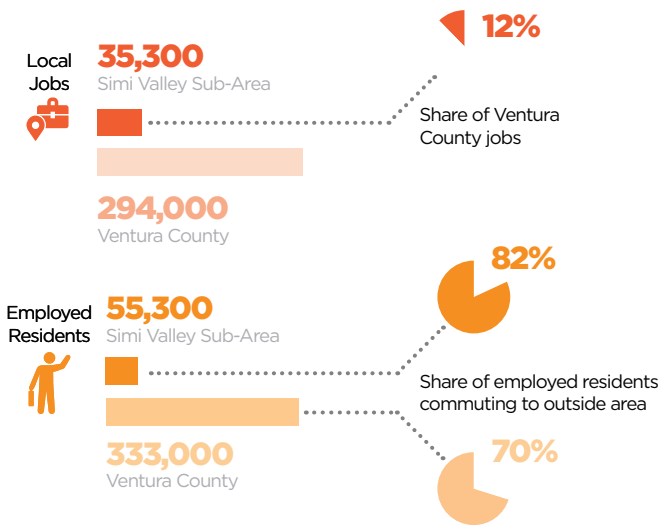 Local
Jobs
35,300
Simi Valley Sub-Area
12%
Share of Ventura
County jobs
294,000
Ventura County
Employed
Residents
55,300
Simi Valley Sub-Area
82%
Share of employed residents
commuting to outside area
333,000
Ventura County
70%